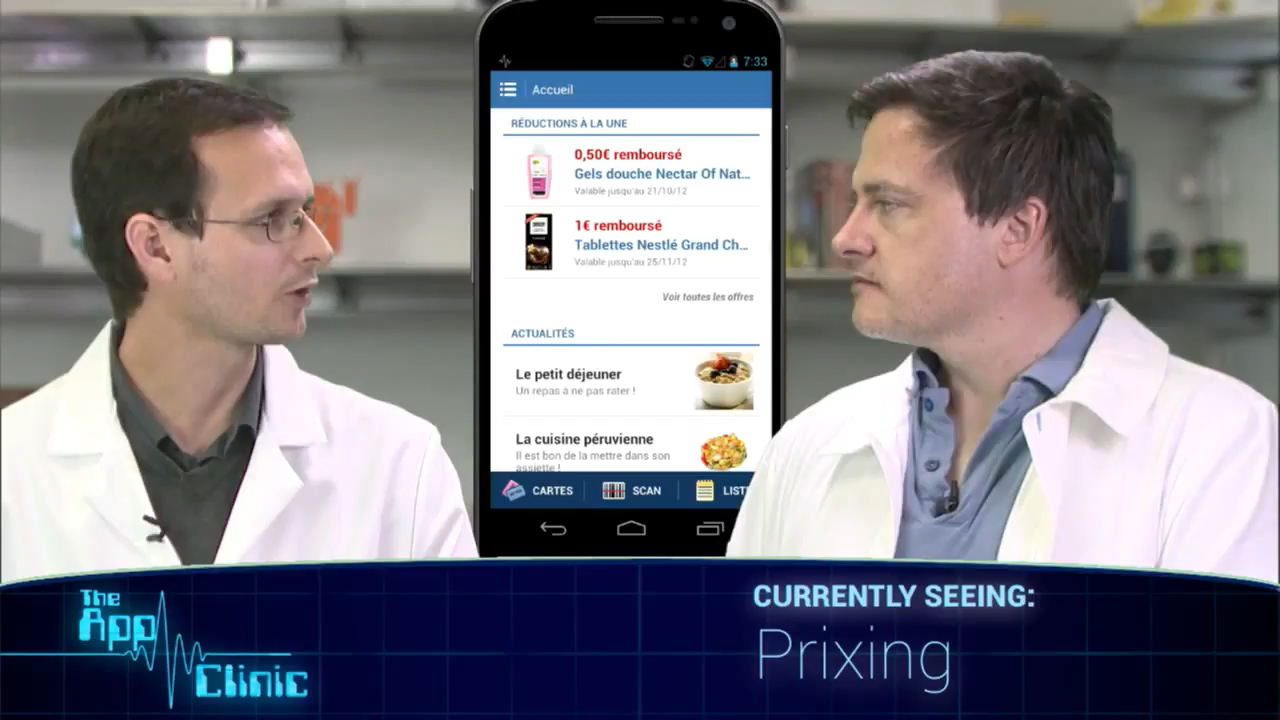 7:33
Accueil
RÉDUCTIONS À LA UNE
0,50€ remboursé
Gels douche Nectar Of Nat...
Valable jusqu'au 21/10/12
1€ remboursé
Tablettes Nestlé Grand Ch...
Valable jusqu'au 25/11/12
Voir toutes les offres
ACTUALITÉS
Le petit déjeuner
Un repas à ne pas rater !
La cuisine péruvienne
Il est bon de la mettre dans son
assiette !
CARTES SCAN LIST
The
App
Clinic
CURRENTLY SEEING:
Prixing